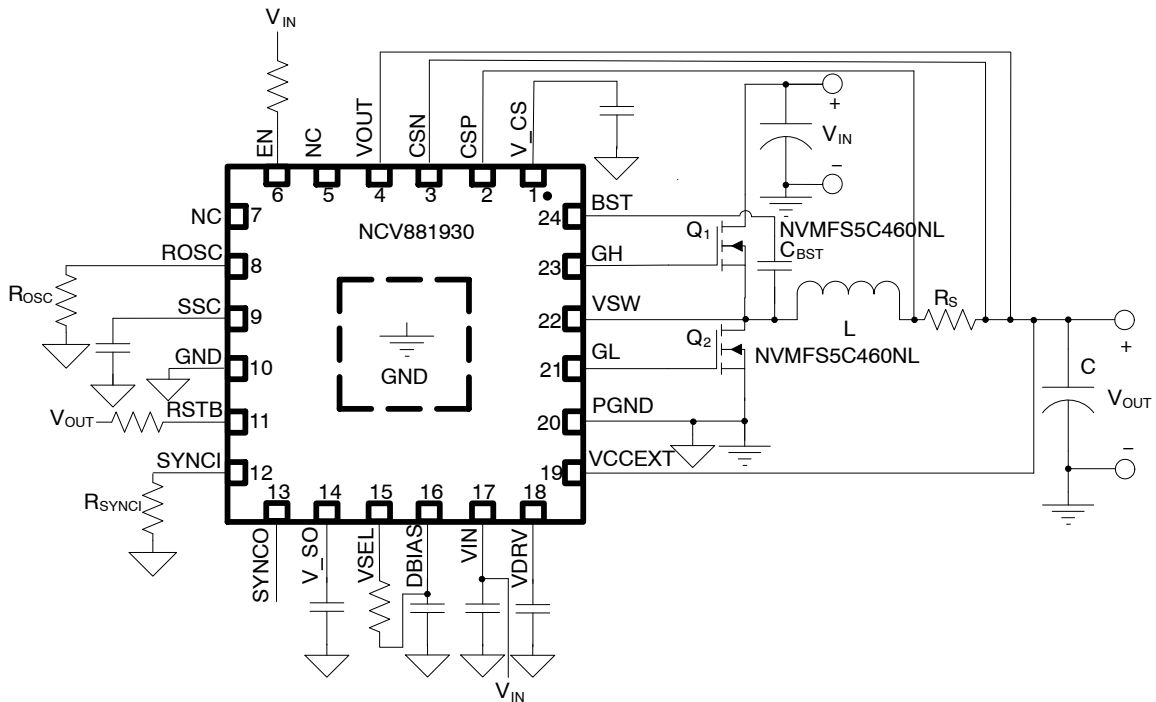 VIN
EN
NC
VOUT
CSN
CSP
V_CS
6
5
4
3
2
1
+
VIN
−
NC
7
NCV881930
24
BST
Q1
NVMFS5C460NL
CBST
ROSC
8
23
GH
ROSC
SSC
9
22
VSW
L
RS
GND
10
GND
21
GL
Q2
NVMFS5C460NL
+
C
VOUT
−
VOUT
RSTB
11
20
PGND
SYNCI
12
19
VCCEXT
RSYNCI
13
14
15
16
17
18
SYNCO
V_SO
VSEL
DBIAS
VIN
VDRV
VIN